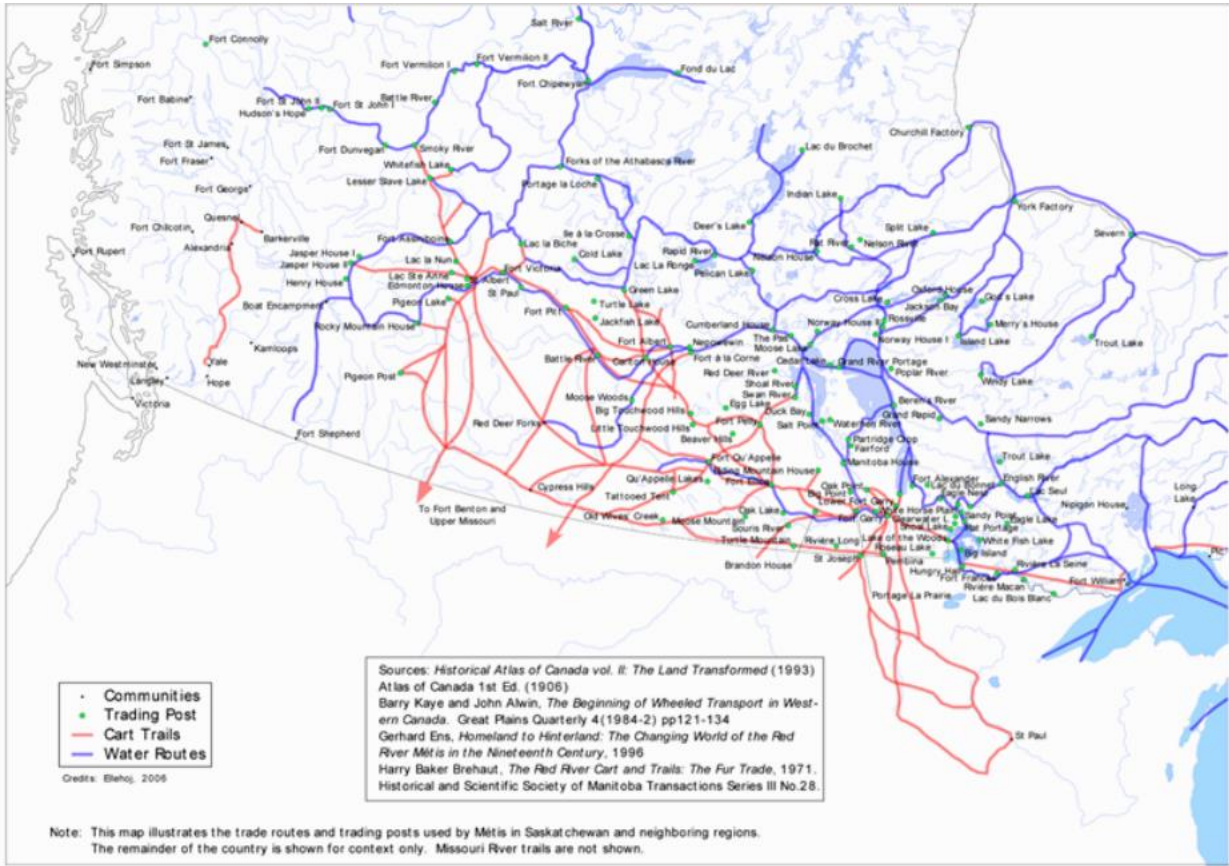 Salt River
Fort Connolly
Fort Simpson
Fort Vermilion I
Fort Vermilion II
Fort Chipewyan
Fond du Lac
Fort Babine
Fort St John II
Fort St John I
Hudson's Hope
Battle River
Churchill Factory
Fort St James
Fort Fraser
Fort Dunvegan
Smoky River
Lac du Brochet
Whitefish Lake
Forks of the Athabasca River
Fort George
Lesser Slave Lake
Portage la Loche
Indian Lake
York Factory
Quesnel
Fort Chilcotin
Barkerville
Deer's Lake
Split Lake
Severn
Alexandria
Fort Assiniboine
Ile à la Crosse
Rat River
Nelson River
Fort Rupert
Jasper House I
Lac la Biche
Rapid River
Nelson House
Jasper House II
Lac la Nun
Cold Lake
Lac La Ronge
Pelican Lake
Henry House
Lac Ste Anne
Fort Victoria
St Albert
Edmonton House
St Paul
Green Lake
Oxford House
Cross Lake
Jackson Bay
God's Lake
Boat Encampment
Pigeon Lake
Turtle Lake
Fort Pitt
Jackfish Lake
Rocky Mountain House
Cumberland House
Norway House II
Rossville
Merry's House
Norway House I
Island Lake
Trout Lake
Kamloops
Fort Albert
Nepowewin
The Pas
Moose Lake
New Westminster
Yale
Battle River
Carlton House
Fort à la Corne
Cedar Lake
Grand River Portage
Langley
Hope
Pigeon Post
Red Deer River
Poplar River
Windy Lake
Victoria
Shoal River
Swan River
Moose Woods
Egg Lake
Duck Bay
Beren's River
Big Touchwood Hills
Grand Rapid
Sandy Narrows
Red Deer Forks
Little Touchwood Hills
Fort Pelly
Salt Point
Waterhen River
Fort Shepherd
Beaver Hills
Partridge Crop
Fairford
Fort Qu'Appelle
Manitoba House
Trout Lake
Riding Mountain House
Qu'Appelle Lakes
Fort Ellice
Fort Alexander
English River
Cypress Hills
Tattooed Tent
Oak Point
Lac du Bonnet
Lac Seul
Long Lake
Big Point
Eagle Nest
Nipigon House
To Fort Benton and
Upper Missouri
Lower Fort Garry
Old Wives' Creek
Moose Mountain
Oak Lake
White Horse Plain
Sandy Point
Fort Garry
Clearwater L.
Eagle Lake
Souris River
Shoal Lake
Rat Portage
Turtle Mountain
Rivière Long
Lake of the Woods
White Fish Lake
Roseau Lake
Big Island
Brandon House
St Joseph
Pembina
Hungry Hall
Rivière La Seine
Fort Frances
Fort William
Portage La Prairie
Rivière Macan
Lac du Bois Blanc
St Paul
Communities
Trading Post
Cart Trails
Water Routes
Credits: Ellehoj, 2006
Sources: Historical Atlas of Canada vol. II: The Land Transformed (1993)
Atlas of Canada 1st Ed. (1906)
Barry Kaye and John Alwin, The Beginning of Wheeled Transport in West-
ern Canada. Great Plains Quarterly 4(1984-2) pp121-134
Gerhard Ens, Homeland to Hinterland: The Changing World of the Red
River Métis in the Nineteenth Century, 1996
Harry Baker Brehaut, The Red River Cart and Trails: The Fur Trade, 1971.
Historical and Scientific Society of Manitoba Transactions Series III No.28.
Note: This map illustrates the trade routes and trading posts used by Métis in Saskatchewan and neighboring regions.
The remainder of the country is shown for context only. Missouri River trails are not shown.